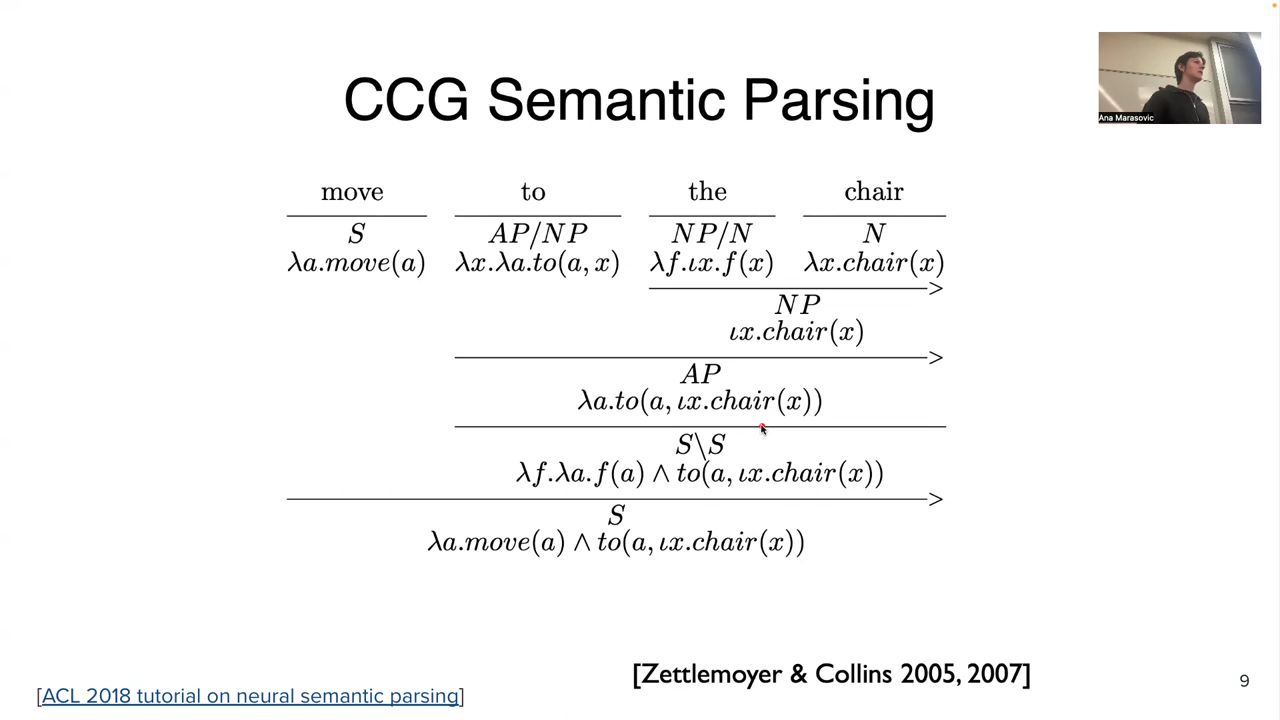 CCG Semantic Parsing
Ana Marasovic
move to the chair
S AP/NP NP/N N
λa.move(a) λx.λa.to(a, x) λf.ιx.f(x) λx.chair(x)
>
NP
ιx.chair(x)
>
AP
λa.to(a, ιx.chair(x))
S\S
λf.λa.f(a) ∧ to(a, ιx.chair(x))
>
S
λa.move(a) ∧ to(a, ιx.chair(x))
[Zettlemoyer & Collins 2005, 2007]
[ACL 2018 tutorial on neural semantic parsing]
9